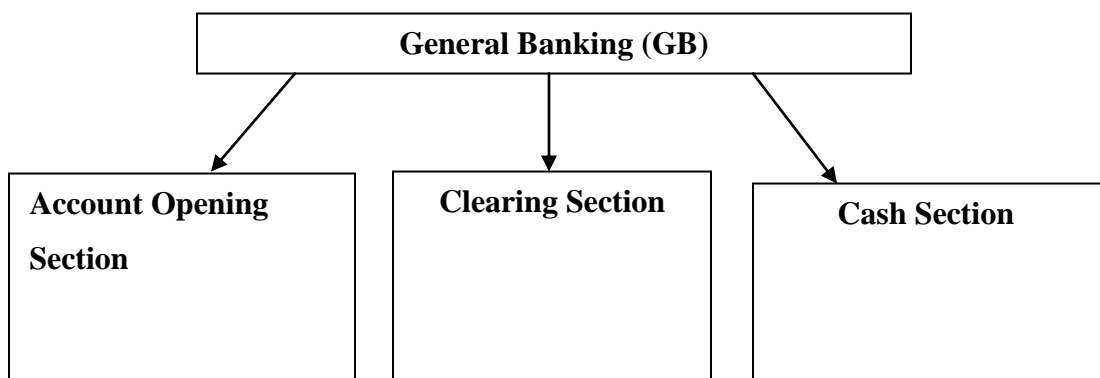 General Banking (GB)
Account Opening
Section
Clearing Section
Cash Section